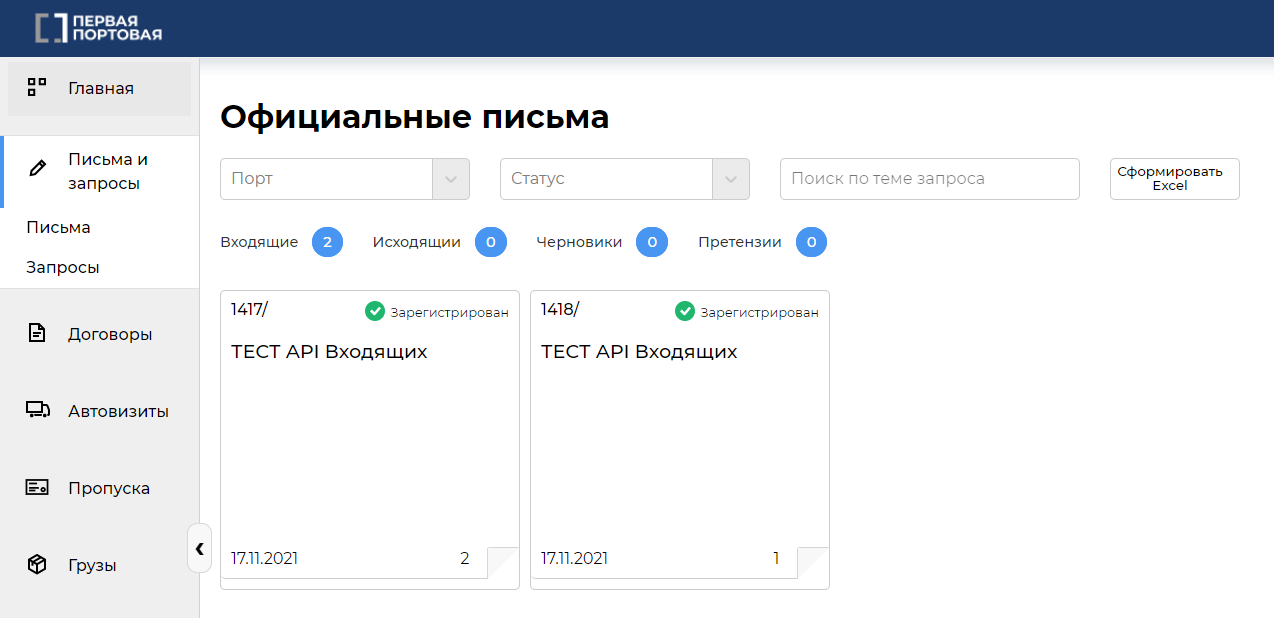 ПЕРВАЯ
ПОРТОВАЯ
Главная
Письма и
запросы
Письма
Запросы
Договоры
Автовизиты
Пропуска
Грузы
Официальные письма
Порт
Статус
Поиск по теме запроса
Сформировать
Excel
Входящие 2 Исходящии 0 Черновики 0 Претензии 0
1417/ Зарегистрирован
ТЕСТ API Входящих
17.11.2021 2
1418/ Зарегистрирован
ТЕСТ API Входящих
17.11.2021 1